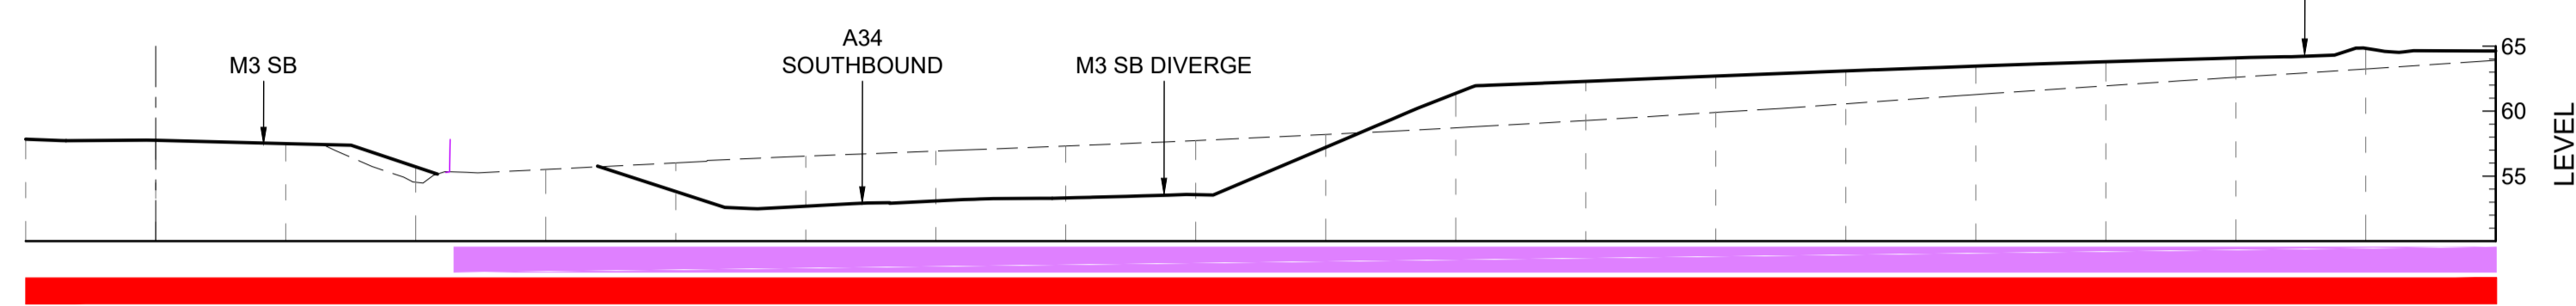 A34
M3 SB
SOUTHBOUND
M3 SB DIVERGE
65
60
55
LEVEL